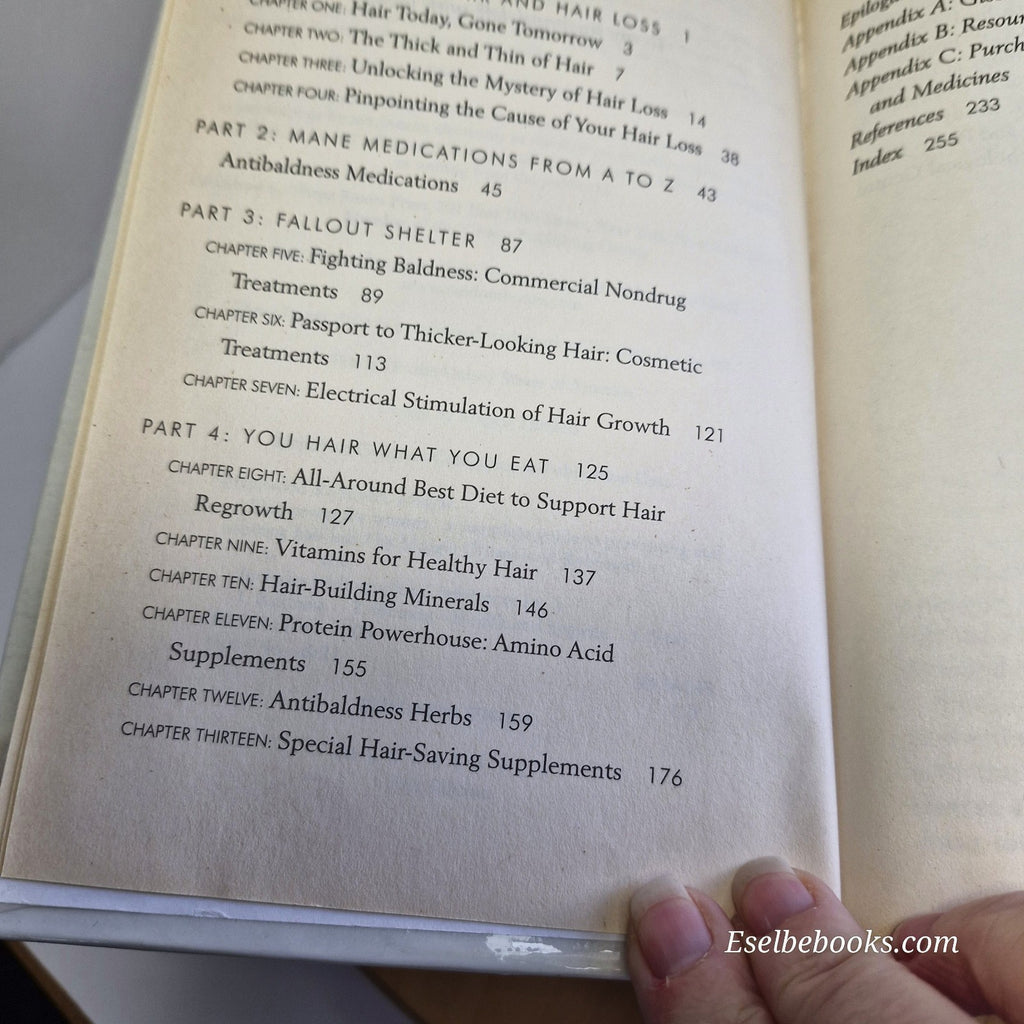 AND HAIR LOSS 1
CHAPTER ONE: Hair Today, Gone Tomorrow 3
CHAPTER TWO: The Thick and Thin of Hair 7
CHAPTER THREE: Unlocking the Mystery of Hair Loss 14
CHAPTER FOUR: Pinpointing the Cause of Your Hair Loss 38
PART 2: MANE MEDICATIONS FROM A TO Z 43
Antibaldness Medications 45
PART 3: FALLOUT SHELTER 87
CHAPTER FIVE: Fighting Baldness: Commercial Nondrug
Treatments 89
CHAPTER SIX: Passport to Thicker-Looking Hair: Cosmetic
Treatments 113
CHAPTER SEVEN: Electrical Stimulation of Hair Growth 121
PART 4: YOU HAIR WHAT YOU EAT 125
CHAPTER EIGHT: All-Around Best Diet to Support Hair
Regrowth 127
CHAPTER NINE: Vitamins for Healthy Hair 137
CHAPTER TEN: Hair-Building Minerals 146
CHAPTER ELEVEN: Protein Powerhouse: Amino Acid
Supplements 155
CHAPTER TWELVE: Antibaldness Herbs 159
CHAPTER THIRTEEN: Special Hair-Saving Supplements 176
Appendix A:
Appendix B:
Appendix C:
and Medicines
References 233
Index 255
Eselbebooks.com